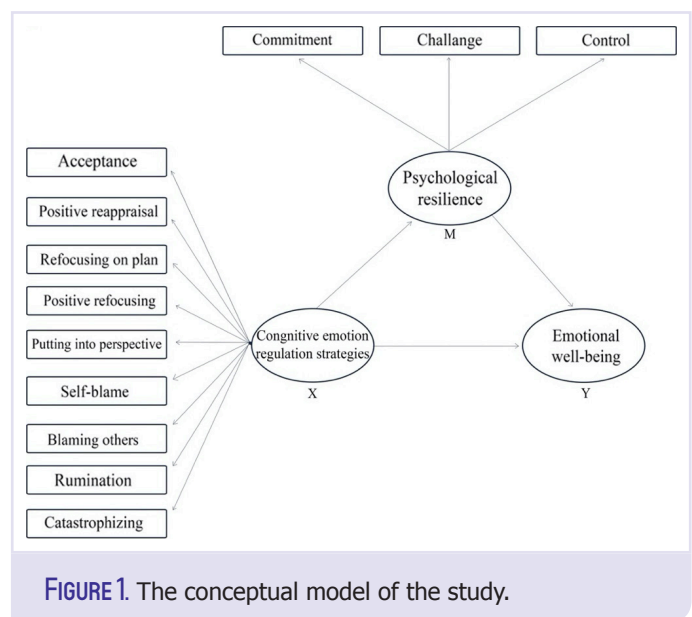 Commitment
Challange
Control
Psychological
resilience
M
Acceptance
Positive reappraisal
Refocusing on plan
Positive refocusing
Putting into perspective
Self-blame
Blaming others
Rumination
Catastrophizing
Congnitive emotion
regulation strategies
X
Emotional
well-being
Y
FIGURE 1. The conceptual model of the study.